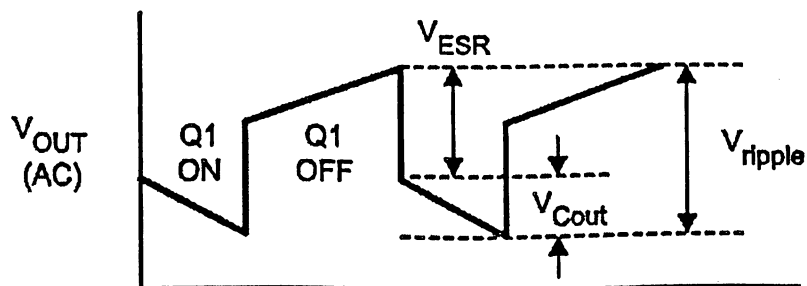 V_ESR
V_OUT
(AC)
Q1
ON
Q1
OFF
V_Cout
V_ripple